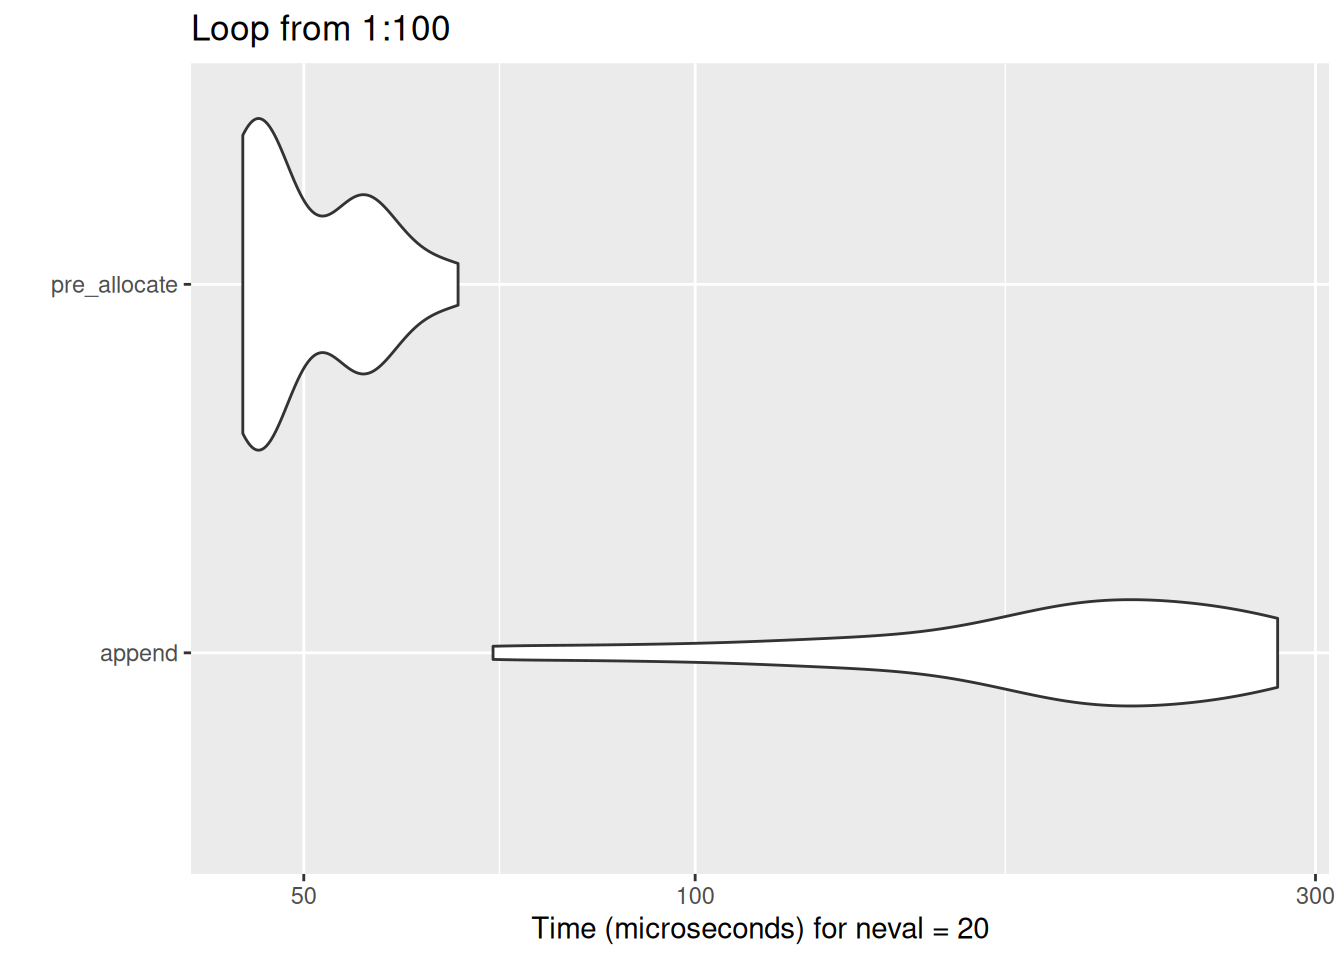 Loop from 1:100
pre_allocate
append
50 100 300
Time (microseconds) for neval = 20